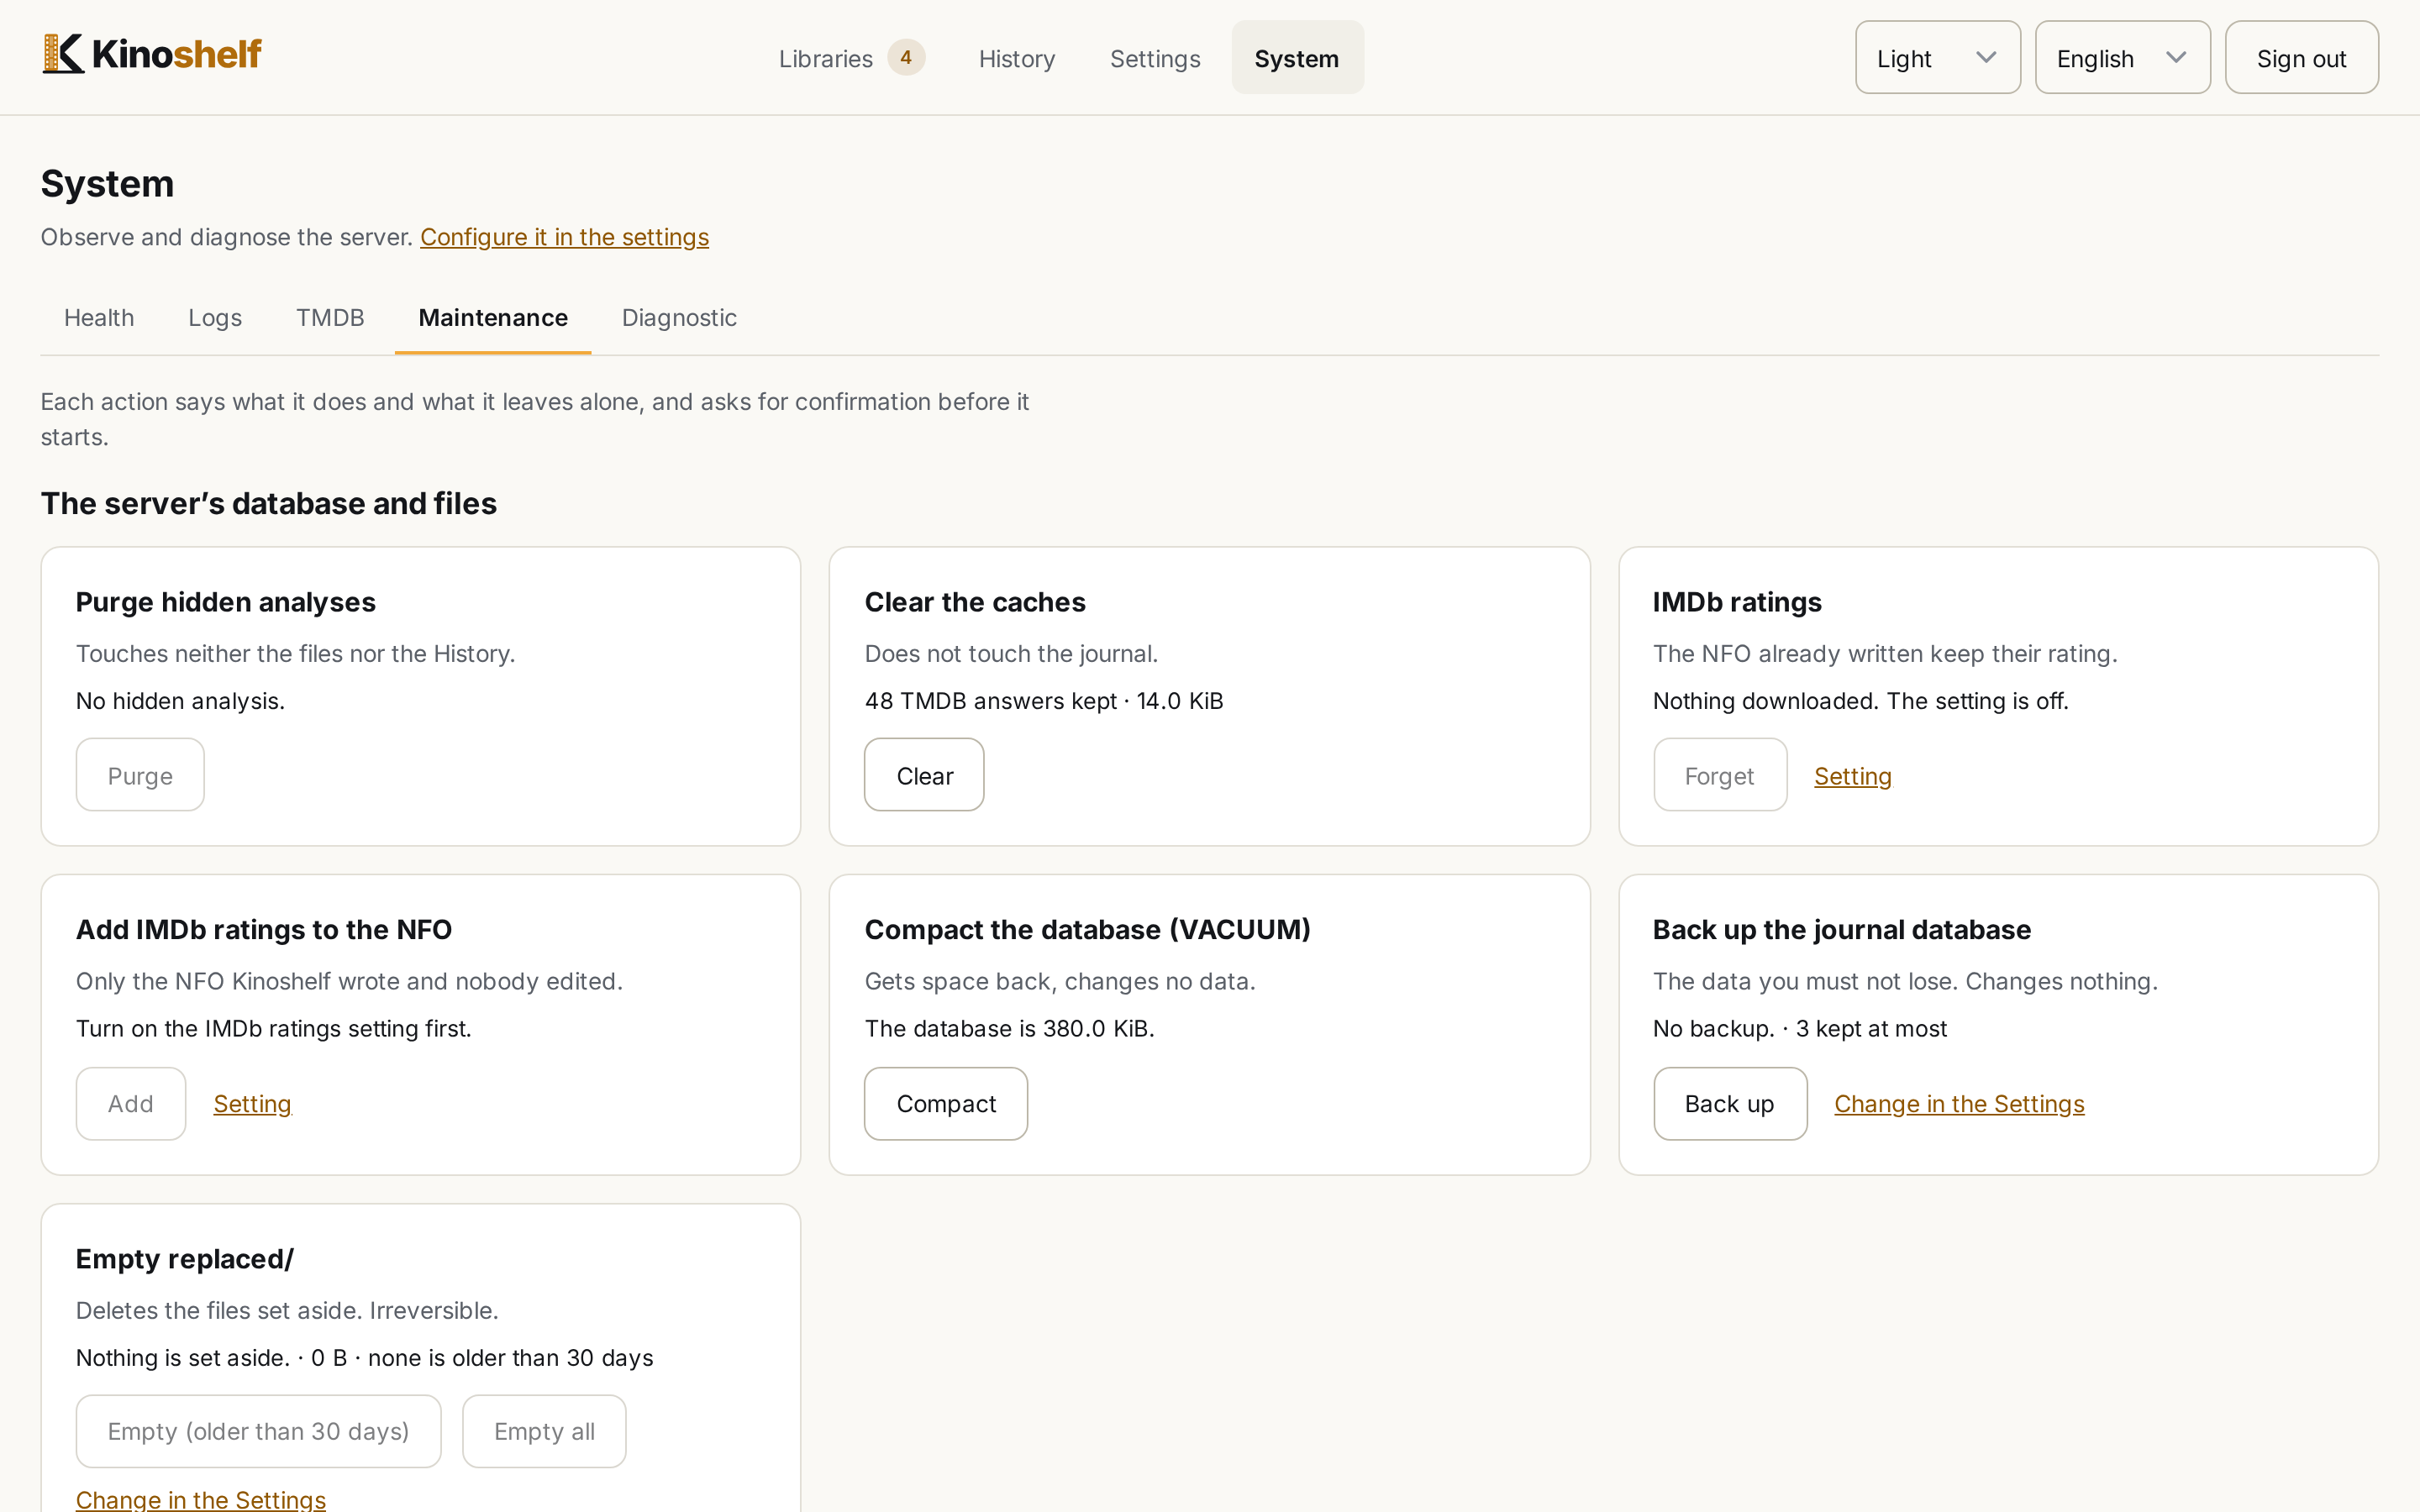 Kinoshelf
Libraries 4
History
Settings
System
Light
English
Sign out
System
Observe and diagnose the server. Configure it in the settings
Health
Logs
TMDB
Maintenance
Diagnostic
Each action says what it does and what it leaves alone, and asks for confirmation before it
starts.
The server’s database and files
Purge hidden analyses
Touches neither the files nor the History.
No hidden analysis.
Purge
Clear the caches
Does not touch the journal.
48 TMDB answers kept · 14.0 KiB
Clear
IMDb ratings
The NFO already written keep their rating.
Nothing downloaded. The setting is off.
Forget
Setting
Add IMDb ratings to the NFO
Only the NFO Kinoshelf wrote and nobody edited.
Turn on the IMDb ratings setting first.
Add
Setting
Compact the database (VACUUM)
Gets space back, changes no data.
The database is 380.0 KiB.
Compact
Back up the journal database
The data you must not lose. Changes nothing.
No backup. · 3 kept at most
Back up
Change in the Settings
Empty replaced/
Deletes the files set aside. Irreversible.
Nothing is set aside. · 0 B · none is older than 30 days
Empty (older than 30 days)
Empty all
Change in the Settings